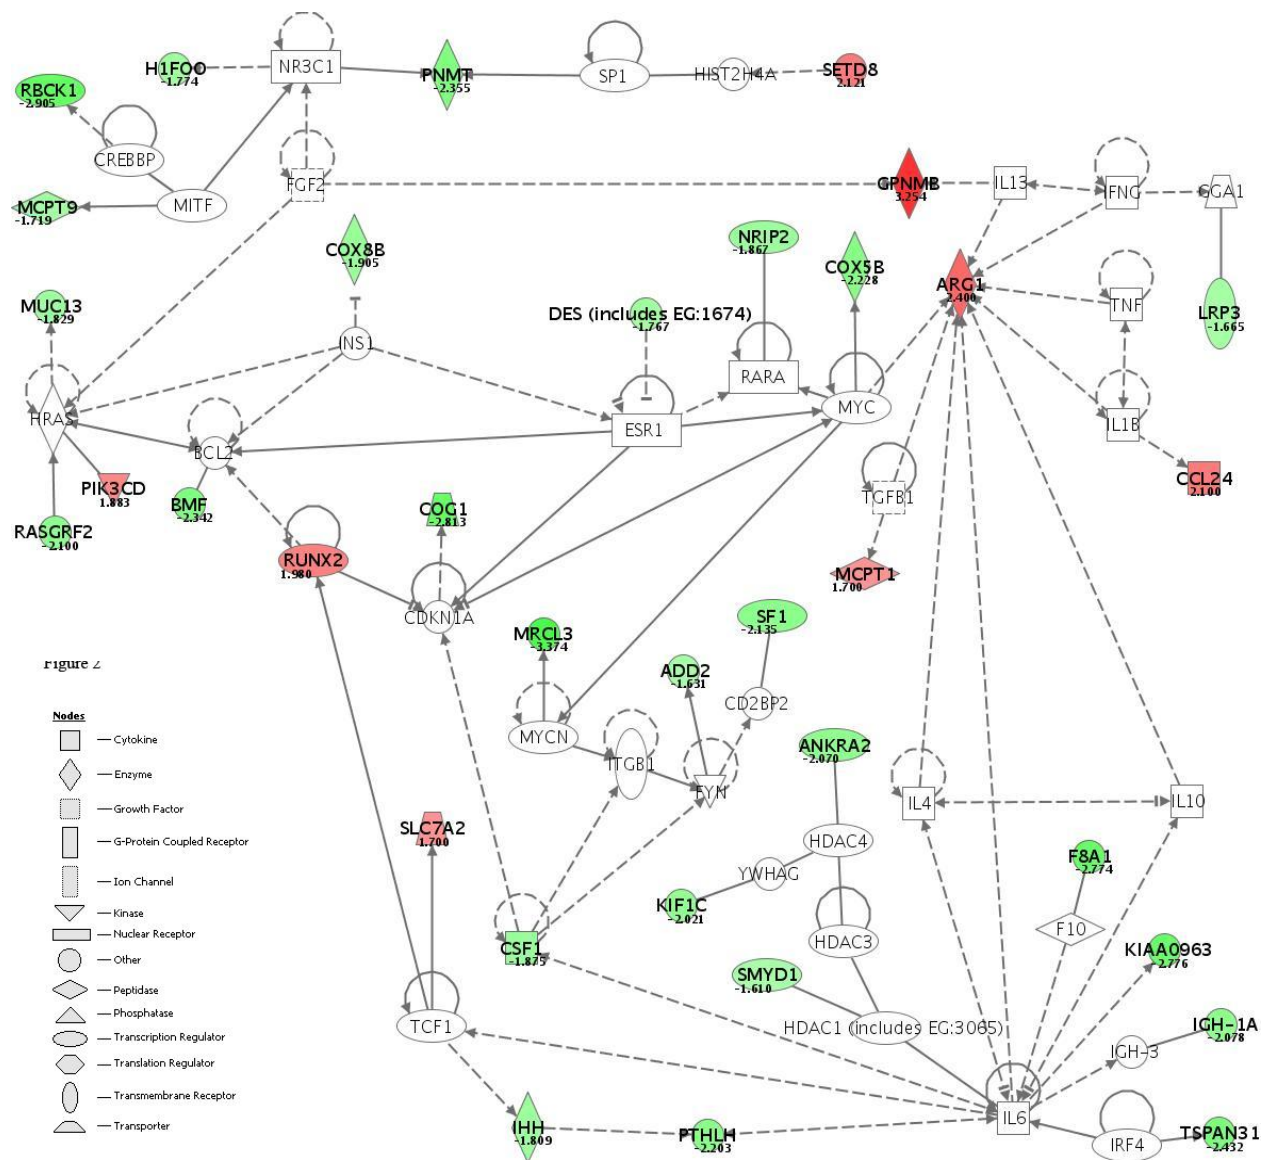 H1FOO
-1.774
NR3C1
PNMT
-2.355
SP1
HIST2H4A
SETD8
2.121
RBCK1
-2.905
CREBBP
MCPT9
-1.719
MITF
FGF2
GPNMB
3.254
IL13
IFNG
GGA1
COX8B
-1.905
NRIP2
-1.867
COX5B
-2.228
ARG1
2.400
TNF
LRP3
-1.665
MUC13
-1.829
DES (includes EG:1674)
-1.767
INS1
RARA
MYC
HRAS
BCL2
ESR1
IL1B
PIK3CD
1.883
BMF
-2.342
COG1
-2.813
TGFB1
CCL24
2.100
RASGRF2
-2.100
RUNX2
1.980
MCPT1
1.700
CDKN1A
MRCL3
-3.374
SF1
-2.135
ADD2
-1.631
CD2BP2
MYCN
ITGB1
FYN
ANKRA2
-2.070
IL4
IL10
SLC7A2
1.700
HDAC4
YWHAG
F8A1
-2.774
KIF1C
-2.021
HDAC3
F10
CSF1
-1.875
KIAA0963
-2.776
SMYD1
-1.610
TCF1
HDAC1 (includes EG:3065)
IGH-3
IGH-1A
-2.078
IHH
-1.809
PTHLH
-2.203
IL6
IRF4
TSPAN31
-2.432
Figure 2
Nodes
Cytokine
Enzyme
Growth Factor
G-Protein Coupled Receptor
Ion Channel
Kinase
Nuclear Receptor
Other
Peptidase
Phosphatase
Transcription Regulator
Translation Regulator
Transmembrane Receptor
Transporter